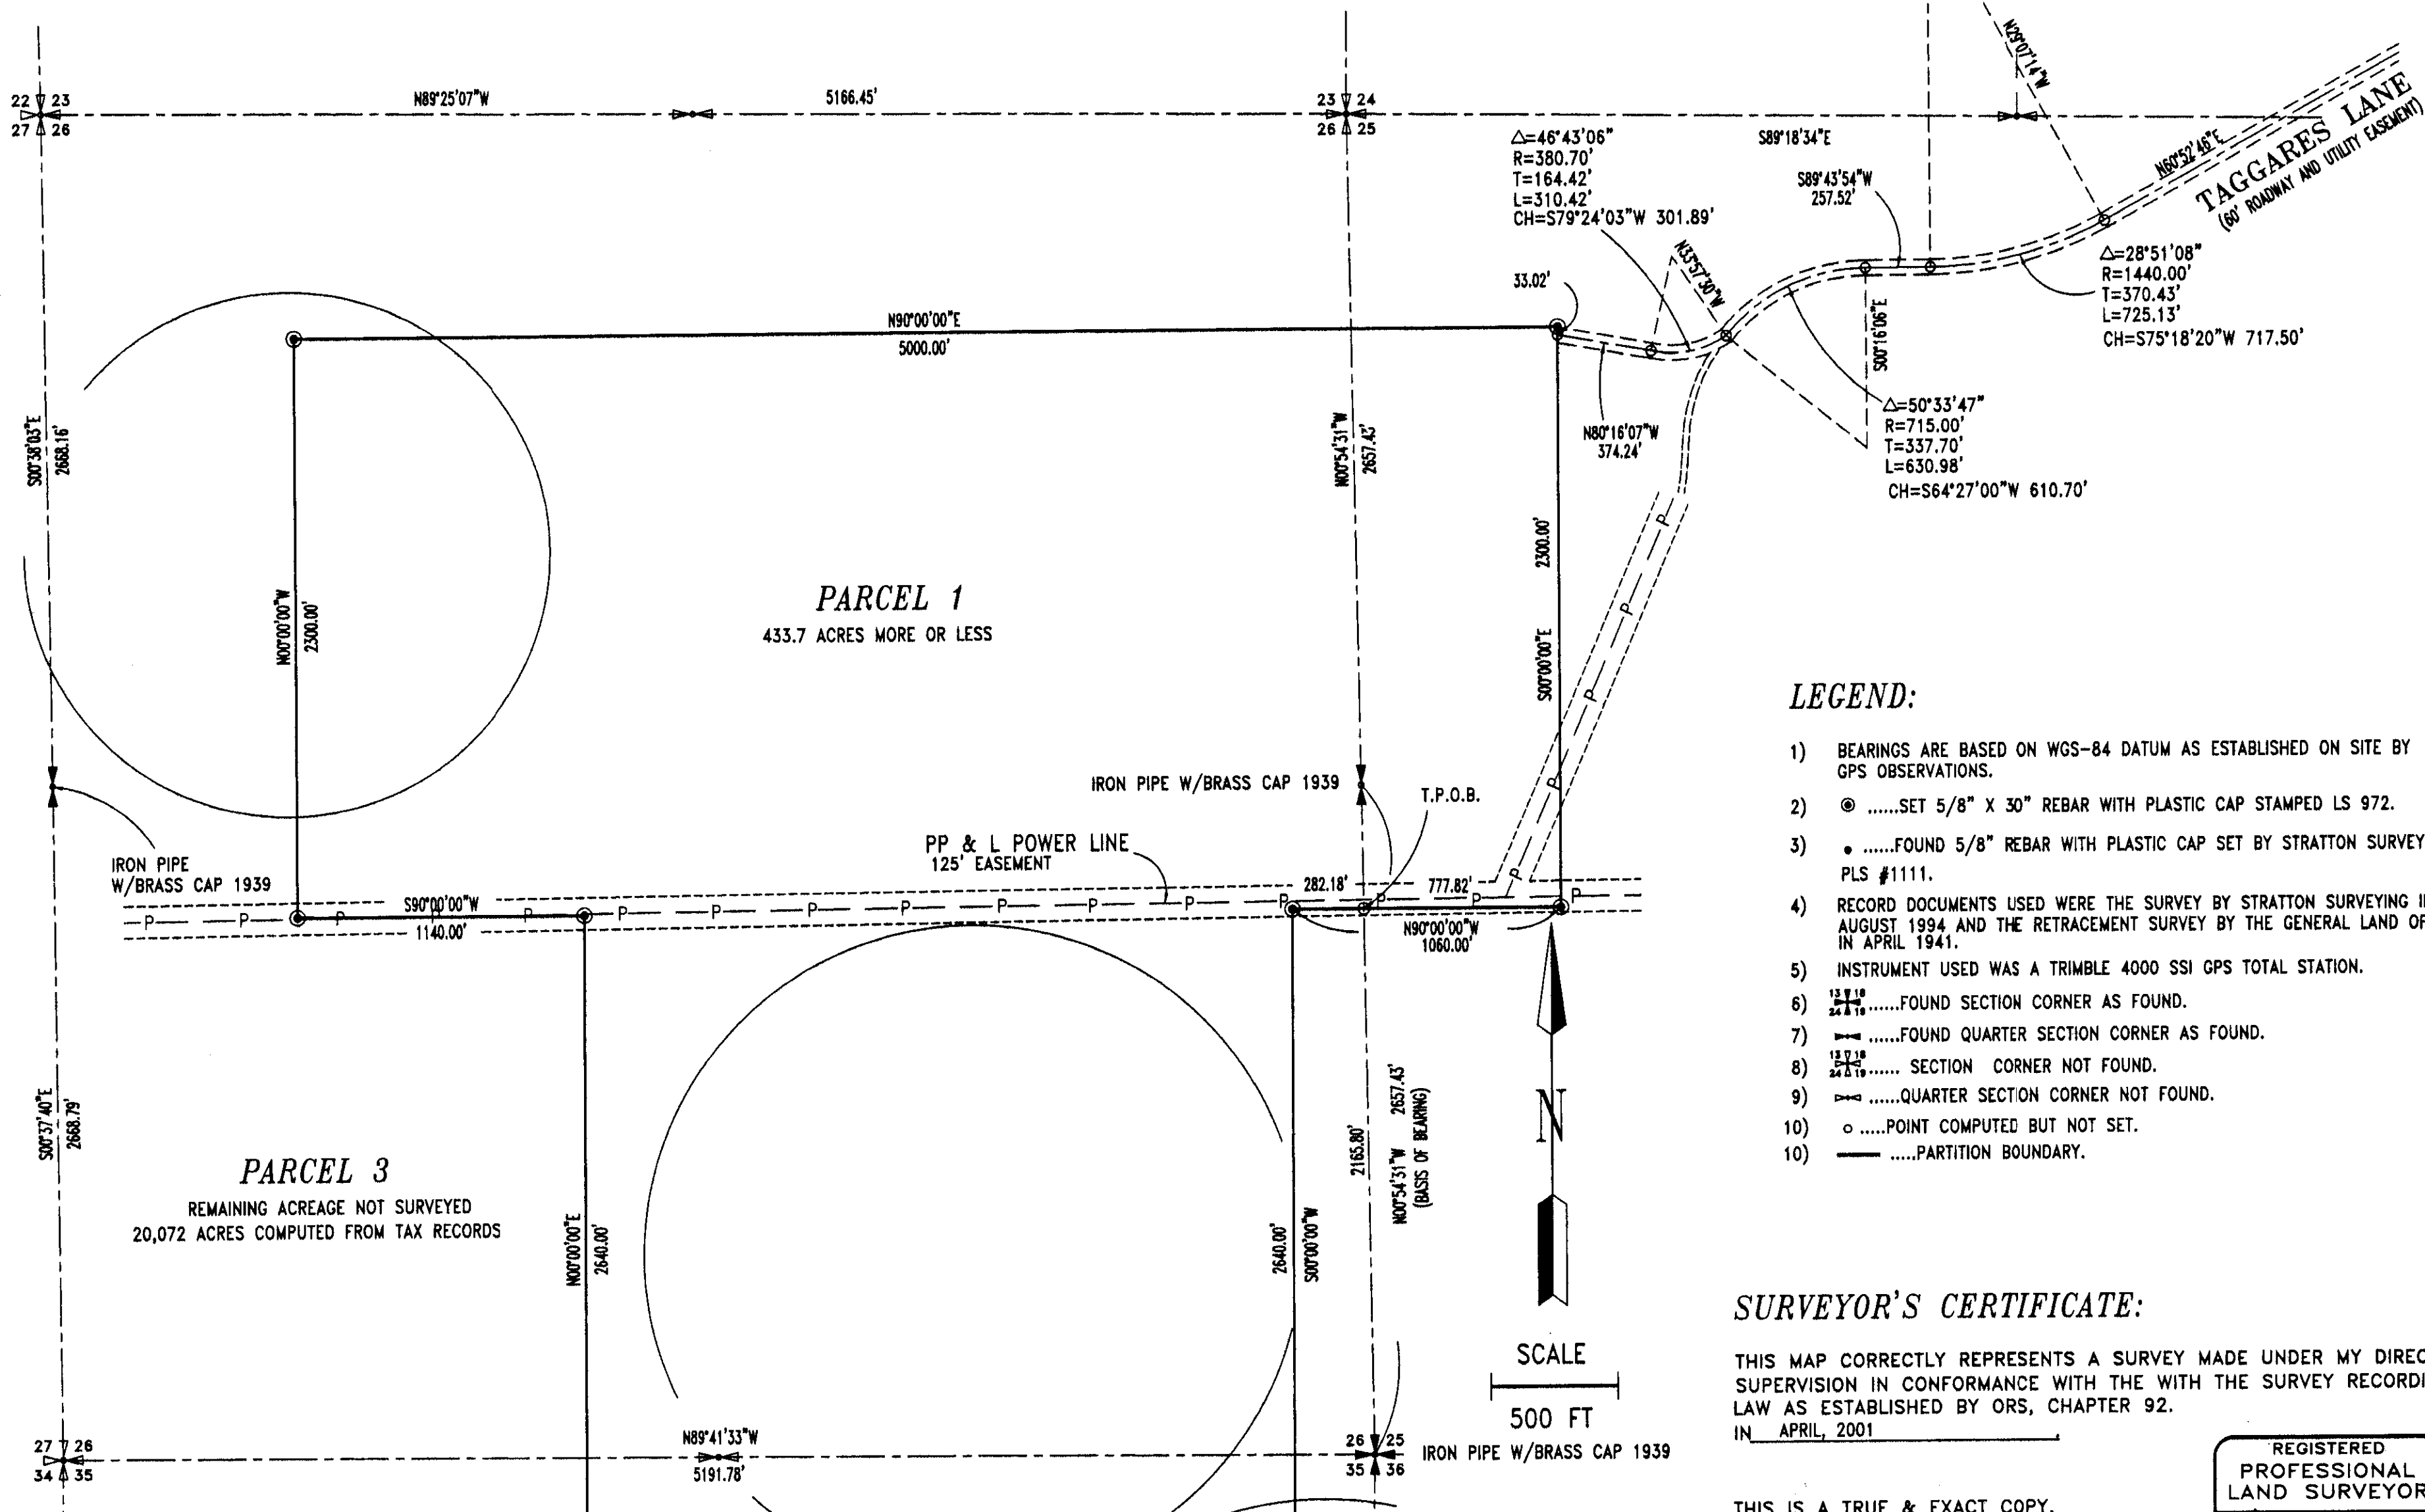 22 23
27 26
N89°25'07"W
5166.45'
23 24
26 25
S89°18'34"E
N29°07'14"W
N60°52'46"E
TAGGARES LANE
(60' ROADWAY AND UTILITY EASEMENT)
△=46°43'06"
R=380.70'
T=164.42'
L=310.42'
CH=S79°24'03"W 301.89'
S89°43'54"W
257.52'
△=28°51'08"
R=1440.00'
T=370.43'
L=725.13'
CH=S75°18'20"W 717.50'
33.02'
N33°57'30"W
S00°16'06"E
N80°16'07"W
374.24'
△=50°33'47"
R=715.00'
T=337.70'
L=630.98'
CH=S64°27'00"W 610.70'
N90°00'00"E
5000.00'
S00°38'03"E
2668.16'
N00°00'00"W
2300.00'
N00°54'31"W
2657.43'
2300.00'
S00°00'00"E
PARCEL 1
433.7 ACRES MORE OR LESS
P P P P
IRON PIPE W/BRASS CAP 1939
T.P.O.B.
IRON PIPE
W/BRASS CAP 1939
PP & L POWER LINE
125' EASEMENT
282.18'
777.82'
S90°00'00"W
1140.00'
P P P P P P P P P P P P P P P P P
N90°00'00"W
1060.00'
S00°37'40"E
2668.79'
PARCEL 3
REMAINING ACREAGE NOT SURVEYED
20,072 ACRES COMPUTED FROM TAX RECORDS
N00°00'00"E
2640.00'
2640.00'
S00°00'00"W
2165.80'
N00°54'31"W 2657.43'
(BASIS OF BEARING)
N
SCALE
500 FT
27 26
34 35
N89°41'33"W
5191.78'
26 25
35 36
IRON PIPE W/BRASS CAP 1939
LEGEND:
1) BEARINGS ARE BASED ON WGS-84 DATUM AS ESTABLISHED ON SITE BY
GPS OBSERVATIONS.
2) ......SET 5/8" X 30" REBAR WITH PLASTIC CAP STAMPED LS 972.
3) ......FOUND 5/8" REBAR WITH PLASTIC CAP SET BY STRATTON SURVEY
PLS #1111.
4) RECORD DOCUMENTS USED WERE THE SURVEY BY STRATTON SURVEYING I
AUGUST 1994 AND THE RETRACEMENT SURVEY BY THE GENERAL LAND OF
IN APRIL 1941.
5) INSTRUMENT USED WAS A TRIMBLE 4000 SSI GPS TOTAL STATION.
6) 13 18 24 19 ......FOUND SECTION CORNER AS FOUND.
7) ......FOUND QUARTER SECTION CORNER AS FOUND.
8) 13 18 24 19 ...... SECTION CORNER NOT FOUND.
9) ......QUARTER SECTION CORNER NOT FOUND.
10) .....POINT COMPUTED BUT NOT SET.
10) .....PARTITION BOUNDARY.
SURVEYOR'S CERTIFICATE:
THIS MAP CORRECTLY REPRESENTS A SURVEY MADE UNDER MY DIREC
SUPERVISION IN CONFORMANCE WITH THE WITH THE SURVEY RECORDI
LAW AS ESTABLISHED BY ORS, CHAPTER 92.
IN APRIL, 2001
THIS IS A TRUE & EXACT COPY.
REGISTERED
PROFESSIONAL
LAND SURVEYOR